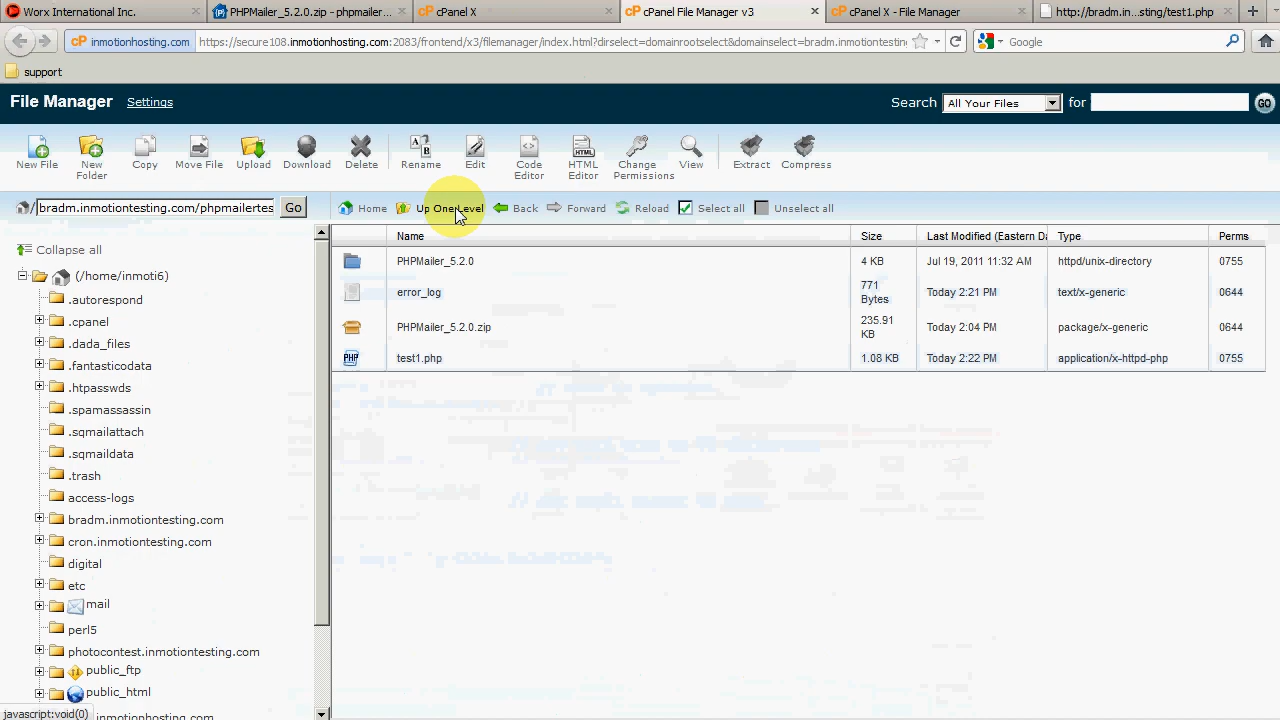 Worx International Inc.
PHPMailer_5.2.0.zip - phpmailer...
cPanel X
cPanel File Manager v3
cPanel X - File Manager
http://bradm.in...sting/test1.php
inmotionhosting.com
https://secure108.inmotionhosting.com:2083/frontend/x3/filemanager/index.html?dirselect=domainrootselect&domainselect=bradm.inmotiontesting
Google
support
File Manager
Settings
Search
All Your Files
for
GO
New File
New Folder
Copy
Move File
Upload
Download
Delete
Rename
Edit
Code Editor
HTML Editor
Change Permissions
View
Extract
Compress
/ bradm.inmotiontesting.com/phpmailertes
Go
Home
Up One Level
Back
Forward
Reload
Select all
Unselect all
Collapse all
(/home/inmoti6)
.autorespond
.cpanel
.dada_files
.fantasticodata
.htpasswds
.spamassassin
.sqmailattach
.sqmaildata
.trash
access-logs
bradm.inmotiontesting.com
cron.inmotiontesting.com
digital
etc
mail
perl5
photocontest.inmotiontesting.com
public_ftp
public_html
inmotionhosting.com
javascript:void(0)
Name Size Last Modified (Eastern Da Type Perms
PHPMailer_5.2.0 4 KB Jul 19, 2011 11:32 AM httpd/unix-directory 0755
error_log 771 Bytes Today 2:21 PM text/x-generic 0644
PHPMailer_5.2.0.zip 235.91 KB Today 2:04 PM package/x-generic 0644
test1.php 1.08 KB Today 2:22 PM application/x-httpd-php 0755